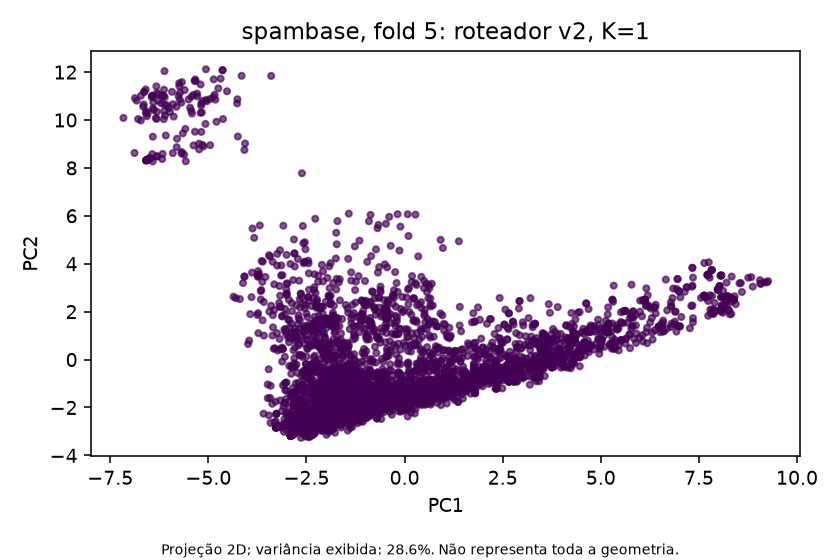 spambase, fold 5: roteador v2, K=1
12
10
8
6
4
2
0
−2
−4
PC2
−7.5 −5.0 −2.5 0.0 2.5 5.0 7.5 10.0
PC1
Projeção 2D; variância exibida: 28.6%. Não representa toda a geometria.